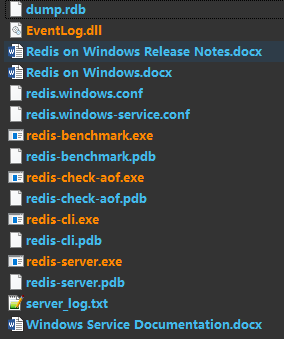 dump.rdb
EventLog.dll
Redis on Windows Release Notes.docx
Redis on Windows.docx
redis.windows.conf
redis.windows-service.conf
redis-benchmark.exe
redis-benchmark.pdb
redis-check-aof.exe
redis-check-aof.pdb
redis-cli.exe
redis-cli.pdb
redis-server.exe
redis-server.pdb
server_log.txt
Windows Service Documentation.docx